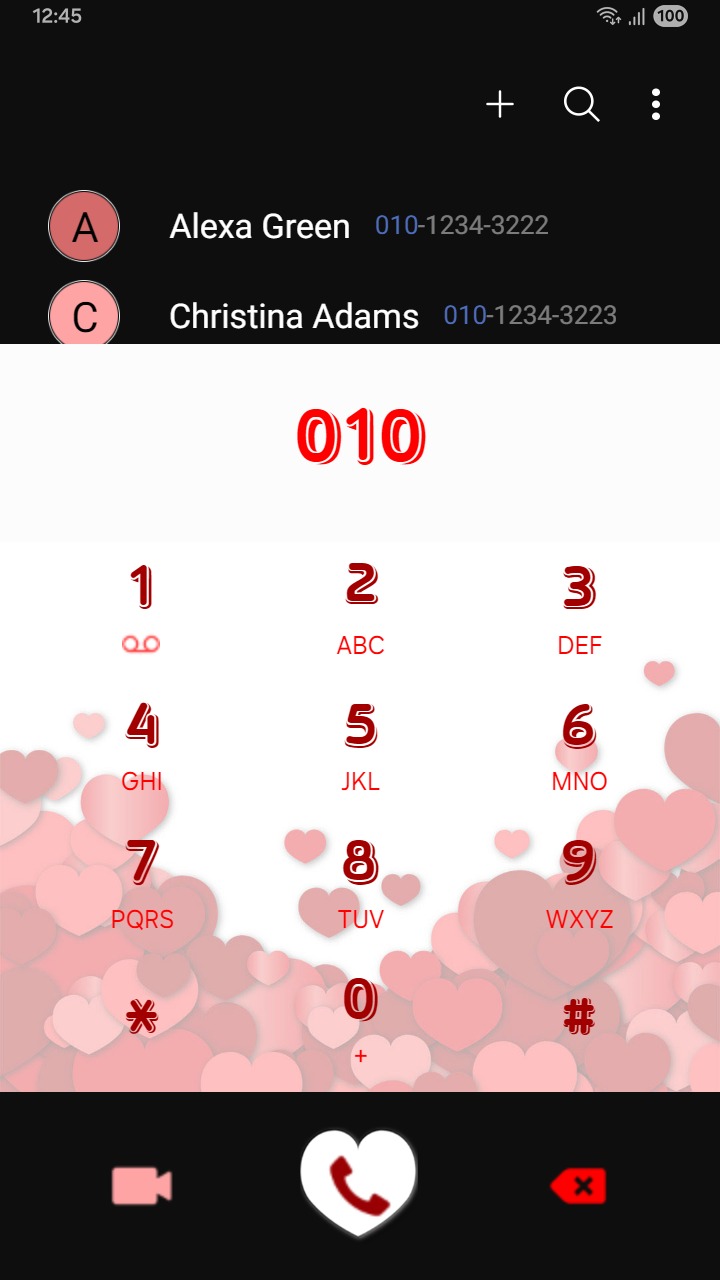 12:45 100
A Alexa Green 010-1234-3222
C Christina Adams 010-1234-3223
010
1 2 3
ABC DEF
4 5 6
GHI JKL MNO
7 8 9
PQRS TUV WXYZ
* 0 #
+